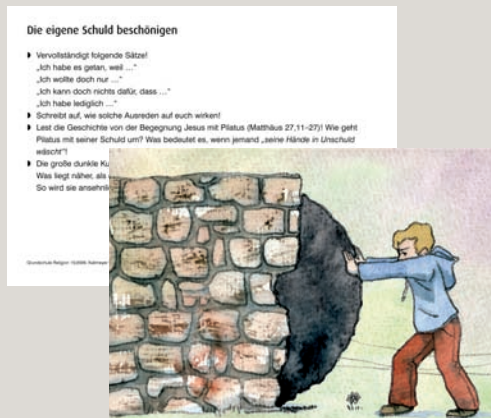 Die eigene Schuld beschönigen
Vervollständigt folgende Sätze!
„Ich habe es getan, weil …“
„Ich wollte doch nur …“
„Ich kann doch nichts dafür, dass …“
„Ich habe lediglich …“
Schreibt auf, wie solche Ausreden auf euch wirken!
Lest die Geschichte von der Begegnung Jesus mit Pilatus (Matthäus 27,11–27)! Wie geht
Pilatus mit seiner Schuld um? Was bedeutet es, wenn jemand „seine Hände in Unschuld
wäscht“!
Die große dunkle
Was liegt näher, als
So wird sie
Grundschule Religion